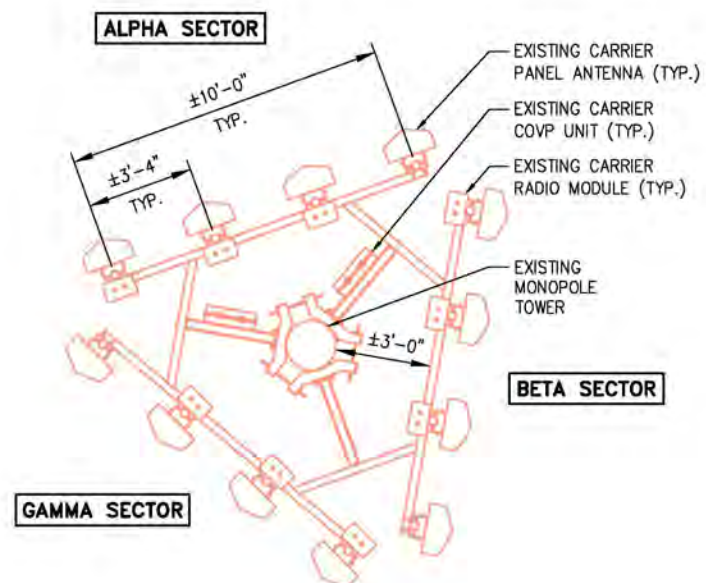 ALPHA SECTOR
±10'-0"
TYP.
±3'-4"
TYP.
EXISTING CARRIER
PANEL ANTENNA (TYP.)
EXISTING CARRIER
COVP UNIT (TYP.)
EXISTING CARRIER
RADIO MODULE (TYP.)
EXISTING
MONOPOLE
TOWER
±3'-0"
BETA SECTOR
GAMMA SECTOR